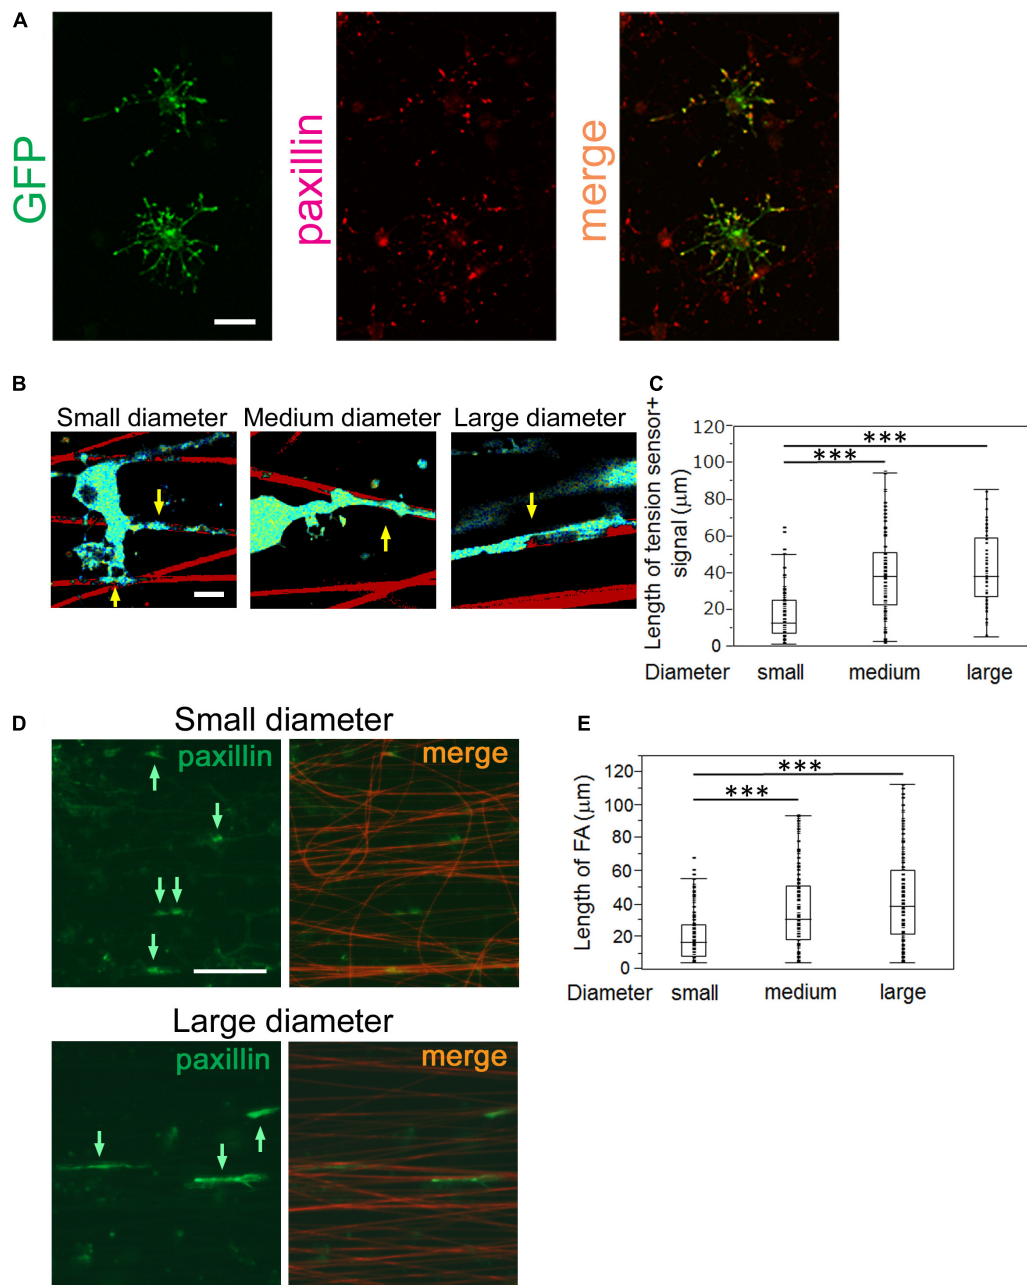 A
GFP
paxillin
merge
B
Small diameter
Medium diameter
Large diameter
C
Length of tension sensor+
signal (μm)
120
100
80
60
40
20
0
***
***
Diameter
small
medium
large
D
Small diameter
paxillin
merge
Large diameter
paxillin
merge
E
Length of FA (μm)
120
100
80
60
40
20
0
***
***
Diameter
small
medium
large